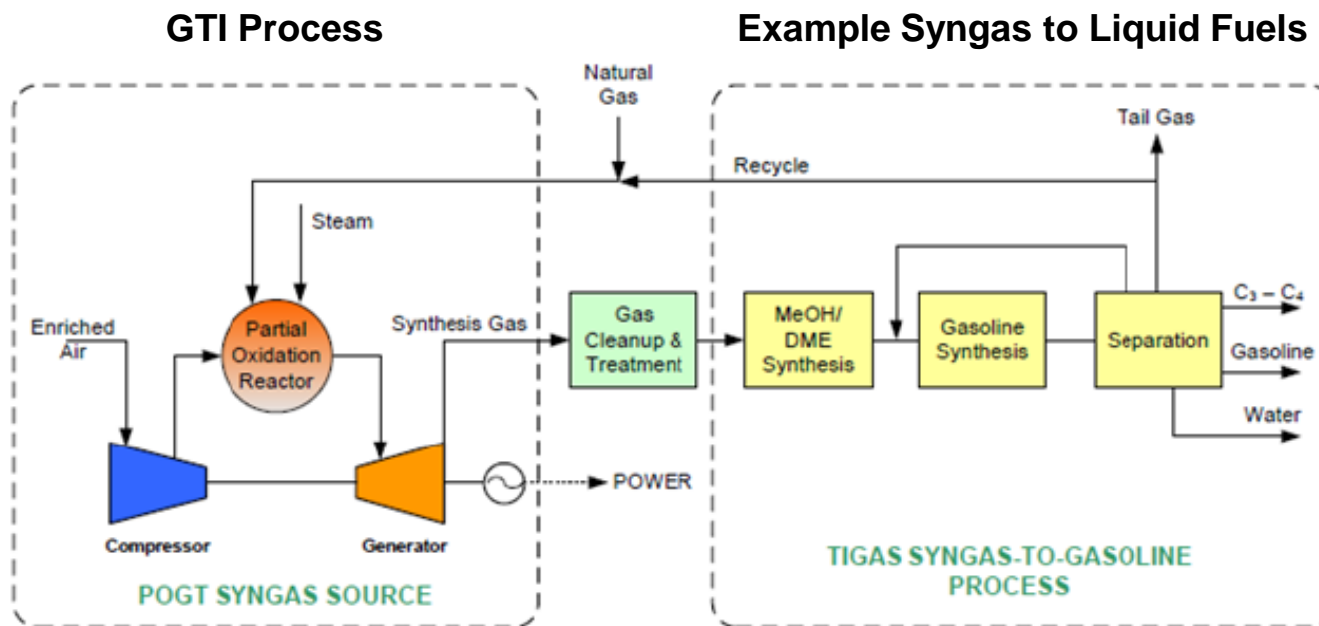 GTI Process
Example Syngas to Liquid Fuels
Natural
Gas
Tail Gas
Recycle
Steam
Enriched
Air
Partial
Oxidation
Reactor
Synthesis Gas
Gas
Cleanup &
Treatment
MeOH/
DME
Synthesis
Gasoline
Synthesis
Separation
C₃ – C₄
Gasoline
Water
POWER
Compressor
Generator
POGT SYNGAS SOURCE
TIGAS SYNGAS-TO-GASOLINE
PROCESS